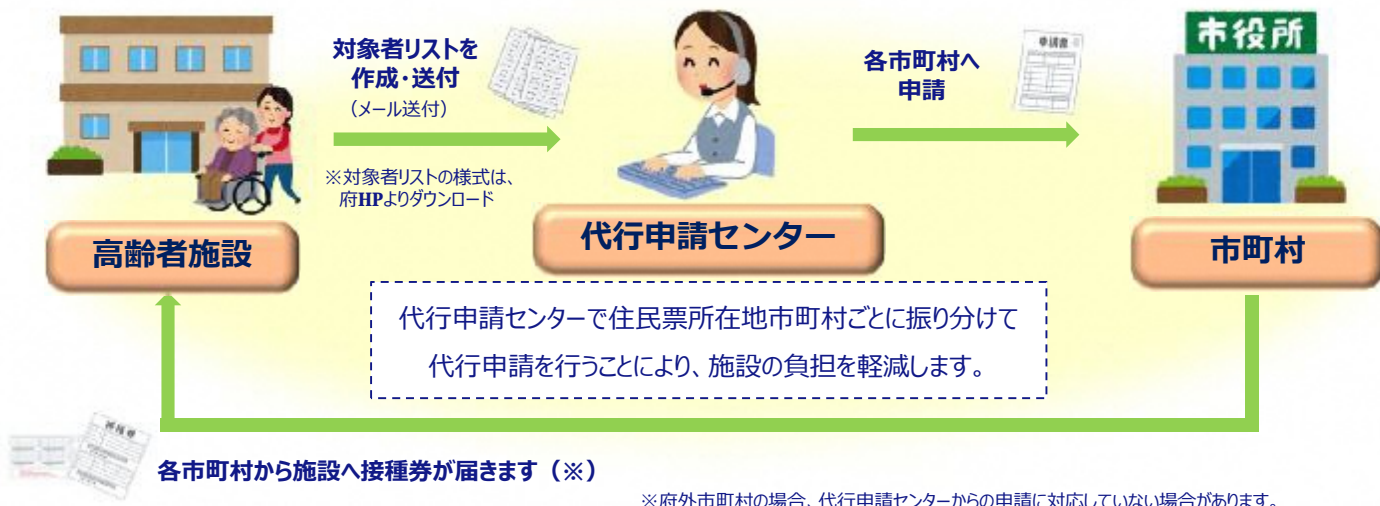 対象者リストを
作成・送付
（メール送付）
※対象者リストの様式は、
府HPよりダウンロード
各市町村へ
申請
申請書
市役所
高齢者施設
代行申請センター
市町村
代行申請センターで住民票所在地市町村ごとに振り分けて
代行申請を行うことにより、施設の負担を軽減します。
各市町村から施設へ接種券が届きます（※）
※府外市町村の場合、代行申請センターからの申請に対応していない場合があります。